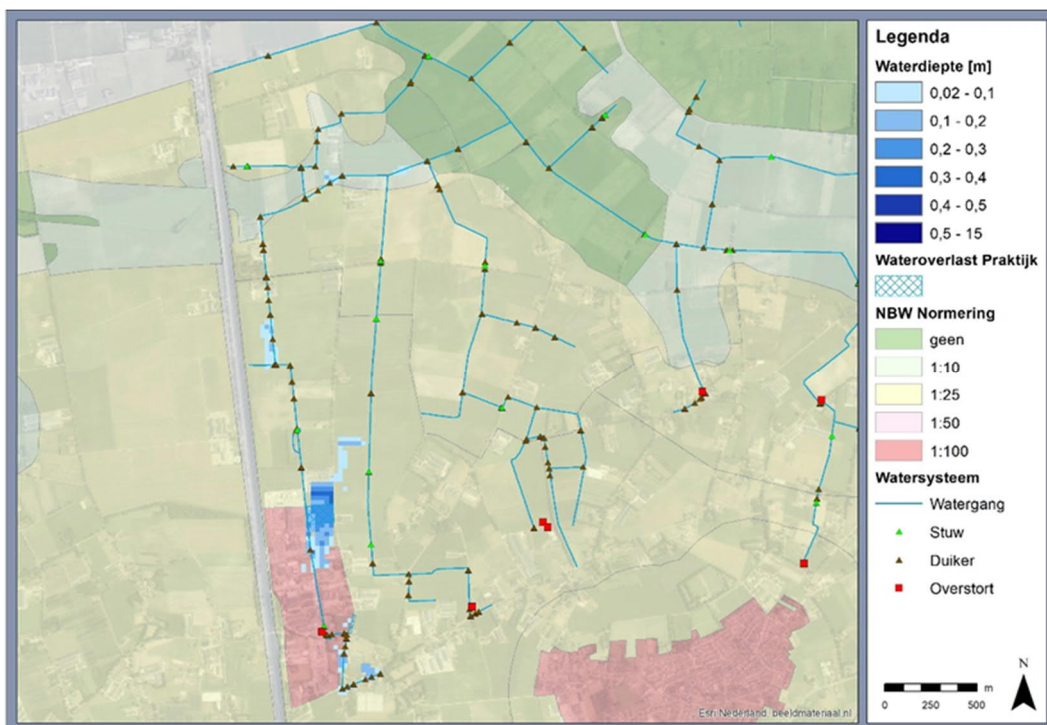 Legenda
Waterdiepte [m]
0,02 - 0,1
0,1 - 0,2
0,2 - 0,3
0,3 - 0,4
0,4 - 0,5
0,5 - 15
Wateroverlast Praktijk
NBW Normering
geen
1:10
1:25
1:50
1:100
Watersysteem
Watergang
Stuw
Duiker
Overstort
N
m
0 250 500
Esri Nederland, beeldmateriaal.nl